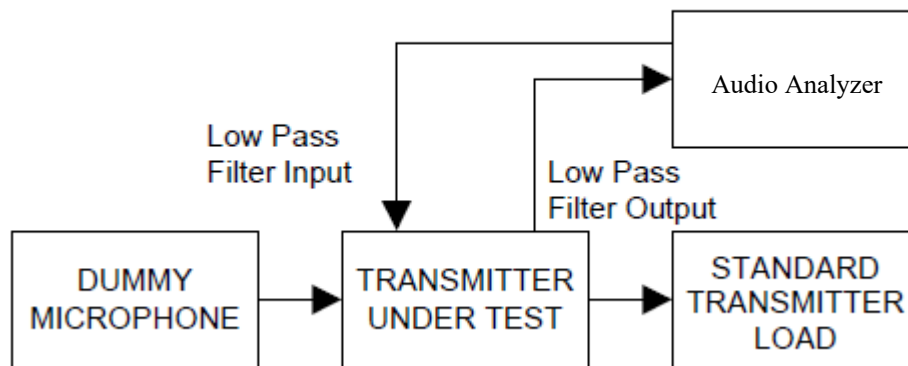 Audio Analyzer
Low Pass
Filter Input
Low Pass
Filter Output
DUMMY
MICROPHONE
TRANSMITTER
UNDER TEST
STANDARD
TRANSMITTER
LOAD